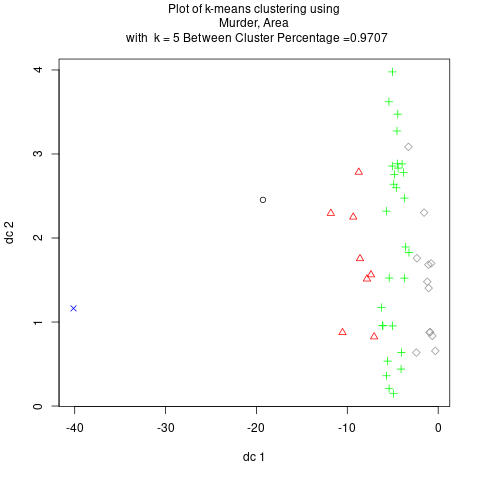 Plot of k-means clustering using
Murder, Area
with k = 5 Between Cluster Percentage =0.9707
4
3
2
1
0
dc 2
-40
-30
-20
-10
0
dc 1